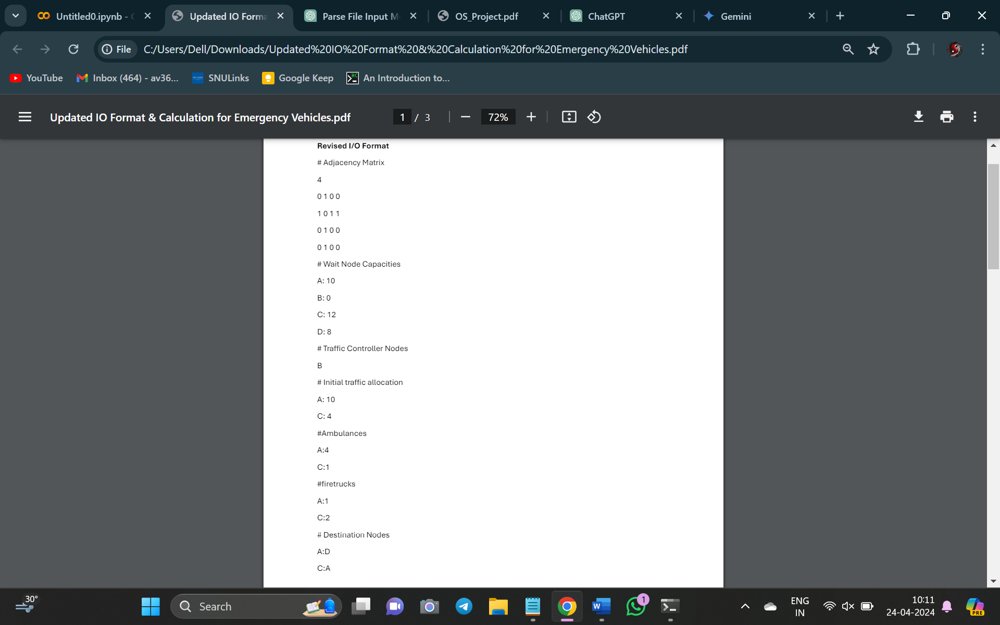 Untitled0.ipynb -
Updated IO Forma
Parse File Input M
OS_Project.pdf
ChatGPT
Gemini
File
C:/Users/Dell/Downloads/Updated%20IO%20Format%20&%20Calculation%20for%20Emergency%20Vehicles.pdf
YouTube
Inbox (464) - av36...
SNULinks
Google Keep
An Introduction to...
Updated IO Format & Calculation for Emergency Vehicles.pdf
1 / 3
72%
Revised I/O Format
# Adjacency Matrix
4
0 1 0 0
1 0 1 1
0 1 0 0
0 1 0 0
# Wait Node Capacities
A: 10
B: 0
C: 12
D: 8
# Traffic Controller Nodes
B
# Initial traffic allocation
A: 10
C: 4
#Ambulances
A:4
C:1
#firetrucks
A:1
C:2
# Destination Nodes
A:D
C:A
30°
Search
1
ENG
IN
10:11
24-04-2024
PRE